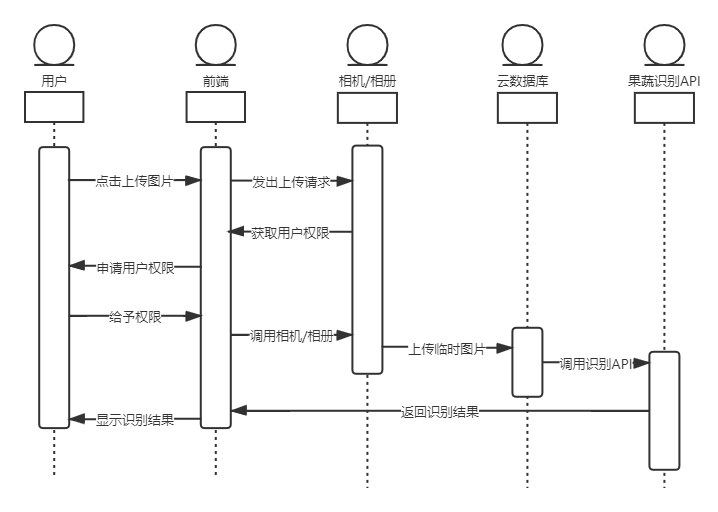 用户
前端
相机/相册
云数据库
果蔬识别API
点击上传图片
发出上传请求
获取用户权限
申请用户权限
给予权限
调用相机/相册
上传临时图片
调用识别API
返回识别结果
显示识别结果